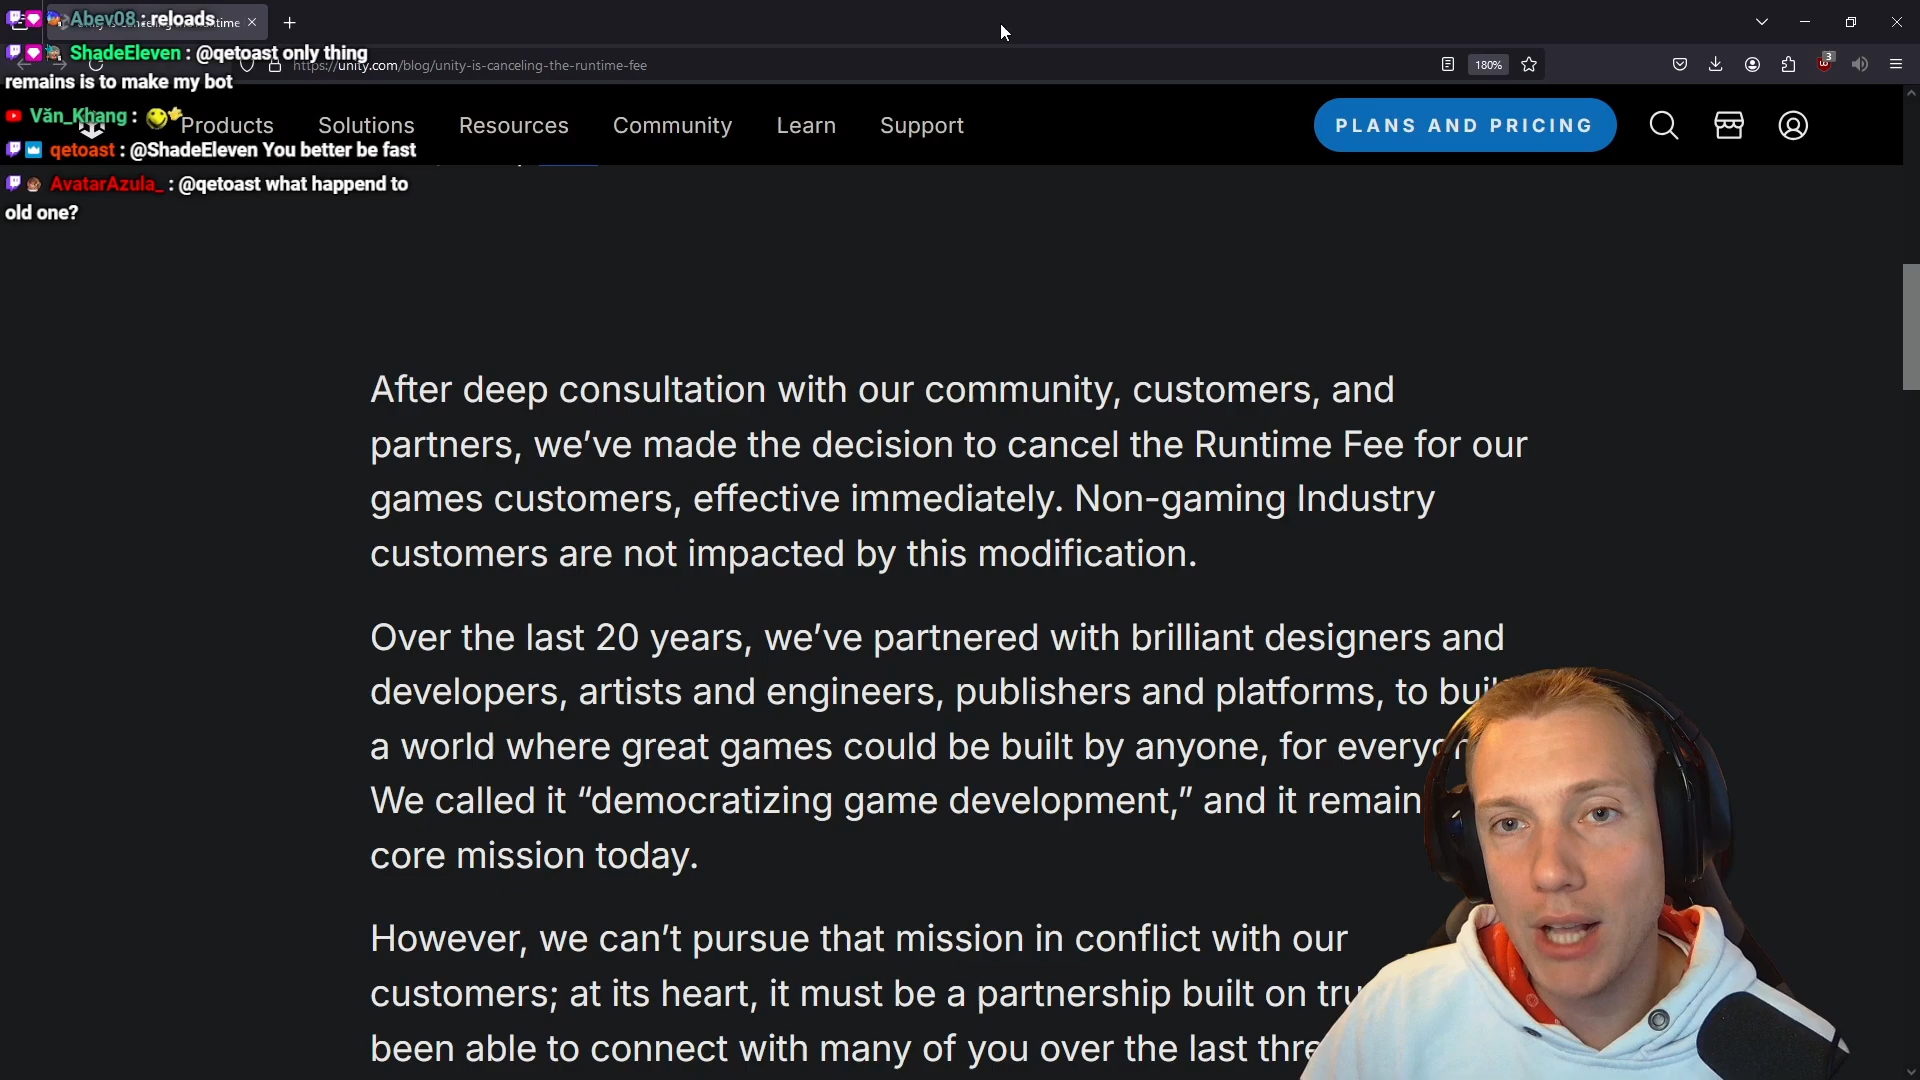 Abev08 : reloads
ShadeEleven : @qetoast only thing
remains is to make my bot
Văn_Khang :
qetoast : @ShadeEleven You better be fast
AvatarAzula_ : @qetoast what happend to
old one?
https://unity.com/blog/unity-is-canceling-the-runtime-fee
180%
3
Products Solutions Resources Community Learn Support
PLANS AND PRICING
After deep consultation with our community, customers, and
partners, we’ve made the decision to cancel the Runtime Fee for our
games customers, effective immediately. Non-gaming Industry
customers are not impacted by this modification.
Over the last 20 years, we’ve partnered with brilliant designers and
developers, artists and engineers, publishers and platforms, to
a world where great games could be built by anyone, for
We called it “democratizing game development,” and it
core mission today.
However, we can’t pursue that mission in conflict with our
customers; at its heart, it must be a partnership built on
been able to connect with many of you over the last